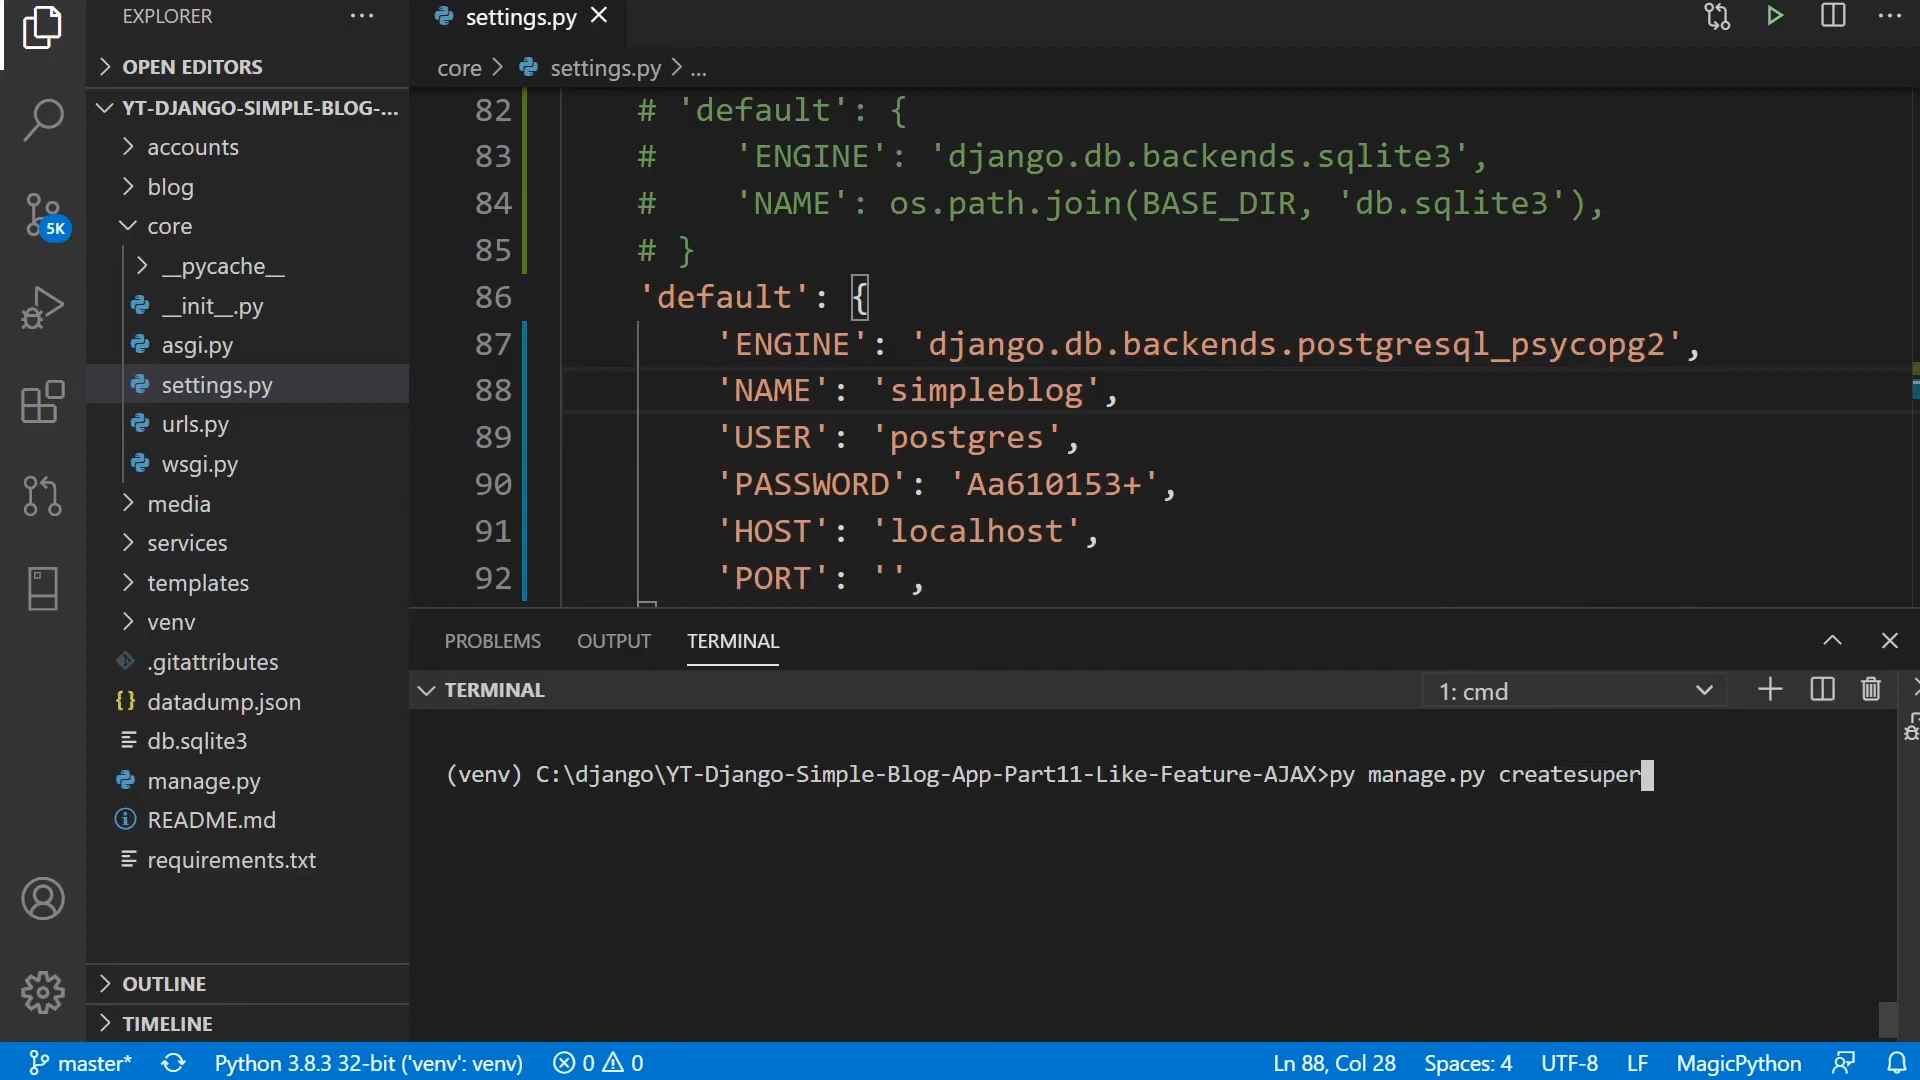 EXPLORER
settings.py
OPEN EDITORS
core > settings.py > ...
YT-DJANGO-SIMPLE-BLOG-...
accounts
blog
core
__pycache__
__init__.py
asgi.py
settings.py
urls.py
wsgi.py
media
services
templates
venv
.gitattributes
datadump.json
db.sqlite3
manage.py
README.md
requirements.txt
OUTLINE
TIMELINE
5K
82 # 'default': {
83 #     'ENGINE': 'django.db.backends.sqlite3',
84 #     'NAME': os.path.join(BASE_DIR, 'db.sqlite3'),
85 # }
86 'default': {
87     'ENGINE': 'django.db.backends.postgresql_psycopg2',
88     'NAME': 'simpleblog',
89     'USER': 'postgres',
90     'PASSWORD': 'Aa610153+',
91     'HOST': 'localhost',
92     'PORT': '',
PROBLEMS OUTPUT TERMINAL
TERMINAL
1: cmd
(venv) C:\django\YT-Django-Simple-Blog-App-Part11-Like-Feature-AJAX>py manage.py createsuper
master* Python 3.8.3 32-bit ('venv': venv) 0 0 Ln 88, Col 28 Spaces: 4 UTF-8 LF MagicPython